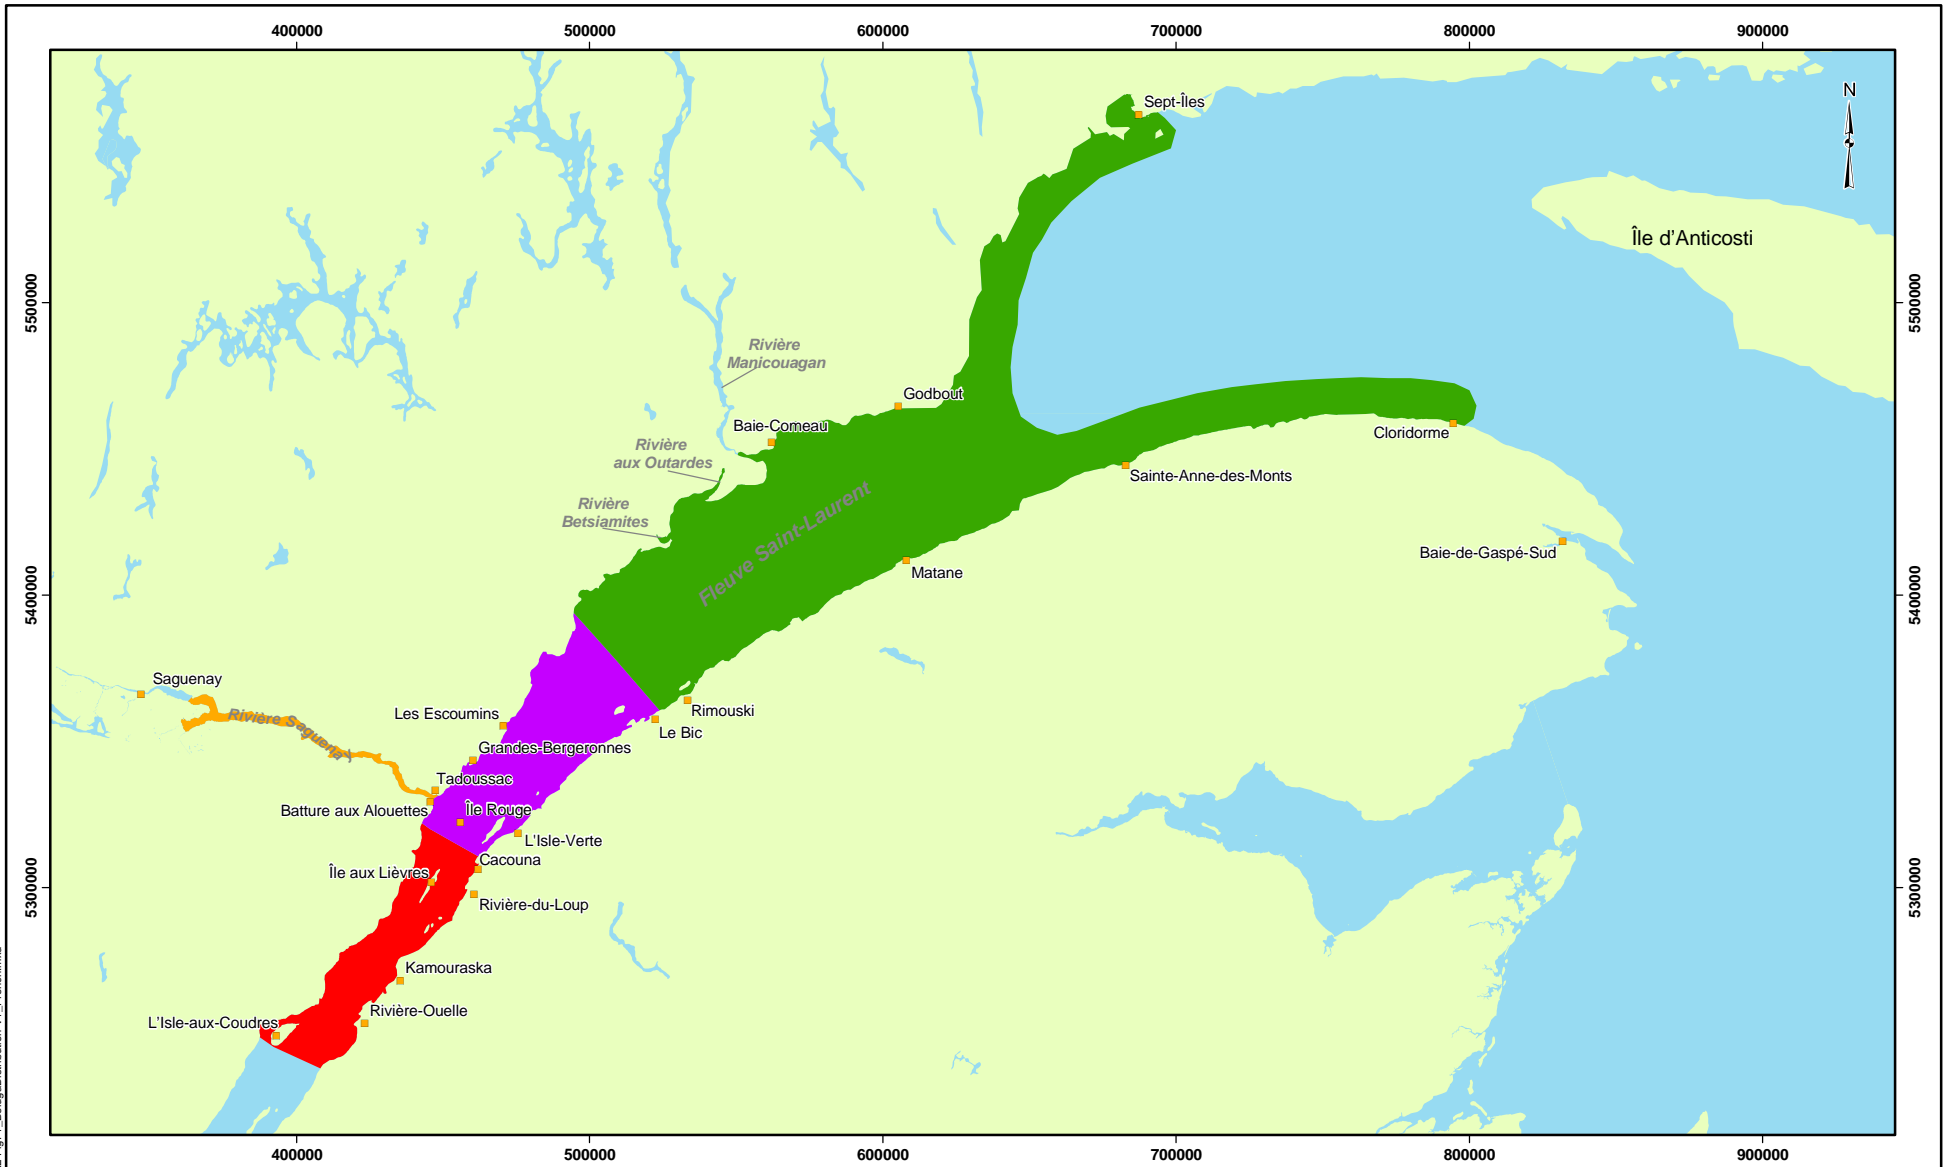 400000 500000 600000 700000 800000 900000
N
Sept-Îles
Île d'Anticosti
5500000 5500000
Rivière
Manicouagan
Godbout
Baie-Comeau
Cloridorme
Rivière
aux Outardes
Sainte-Anne-des-Monts
Rivière
Betsiamites
Fleuve Saint-Laurent
Baie-de-Gaspé-Sud
Matane
5400000 5400000
Saguenay
Rivière Saguenay
Les Escoumins
Rimouski
Le Bic
Grandes-Bergeronnes
Tadoussac
Batture aux Alouettes
Île Rouge
L'Isle-Verte
Cacouna
Île aux Lièvres
5300000 5300000
Rivière-du-Loup
Kamouraska
Rivière-Ouelle
L'Isle-aux-Coudres
400000 500000 600000 700000 800000 900000